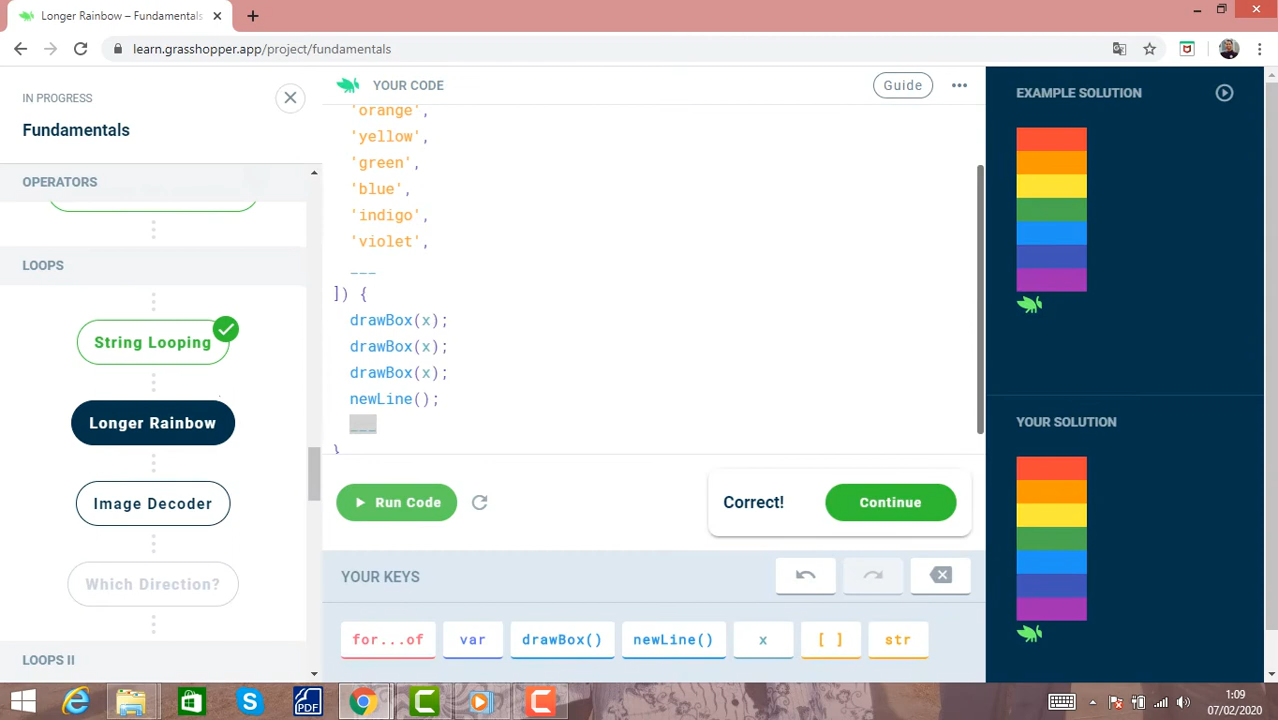 Longer Rainbow – Fundamentals
learn.grasshopper.app/project/fundamentals
IN PROGRESS
Fundamentals
OPERATORS
LOOPS
String Looping
Longer Rainbow
Image Decoder
Which Direction?
LOOPS II
YOUR CODE
Guide
'orange',
'yellow',
'green',
'blue',
'indigo',
'violet',
___
]) {
drawBox(x);
drawBox(x);
drawBox(x);
newLine();
___
}
Run Code
Correct!
Continue
YOUR KEYS
for...of
var
drawBox()
newLine()
x
[ ]
str
EXAMPLE SOLUTION
YOUR SOLUTION
PDF
1:09
07/02/2020